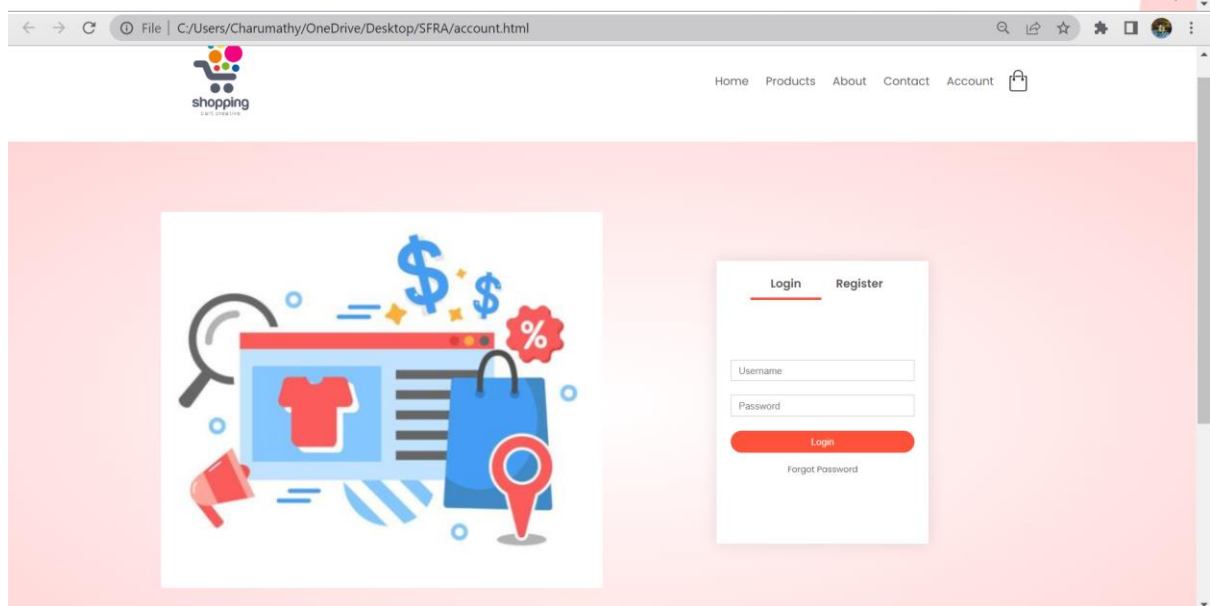 File | C:/Users/Charumathy/OneDrive/Desktop/SFRA/account.html
shopping
Home Products About Contact Account
$
$
%
Login Register
Username
Password
Login
Forgot Password